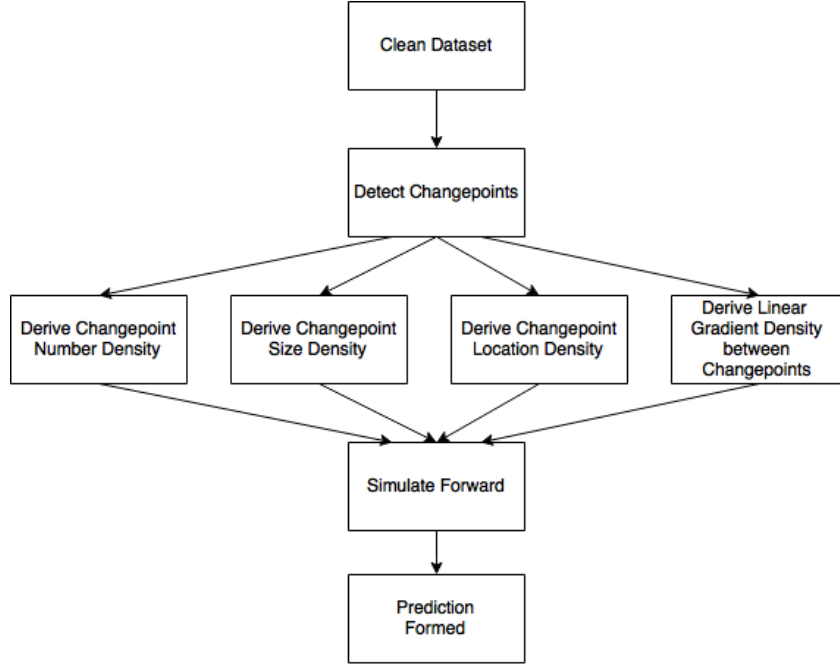 Clean Dataset
Detect Changepoints
Derive Changepoint
Number Density
Derive Changepoint
Size Density
Derive Changepoint
Location Density
Derive Linear
Gradient Density
between
Changepoints
Simulate Forward
Prediction
Formed